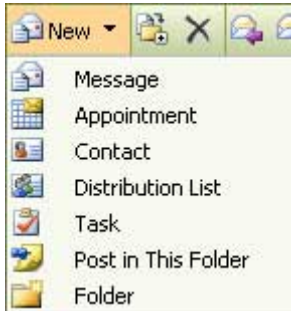 New
Message
Appointment
Contact
Distribution List
Task
Post in This Folder
Folder